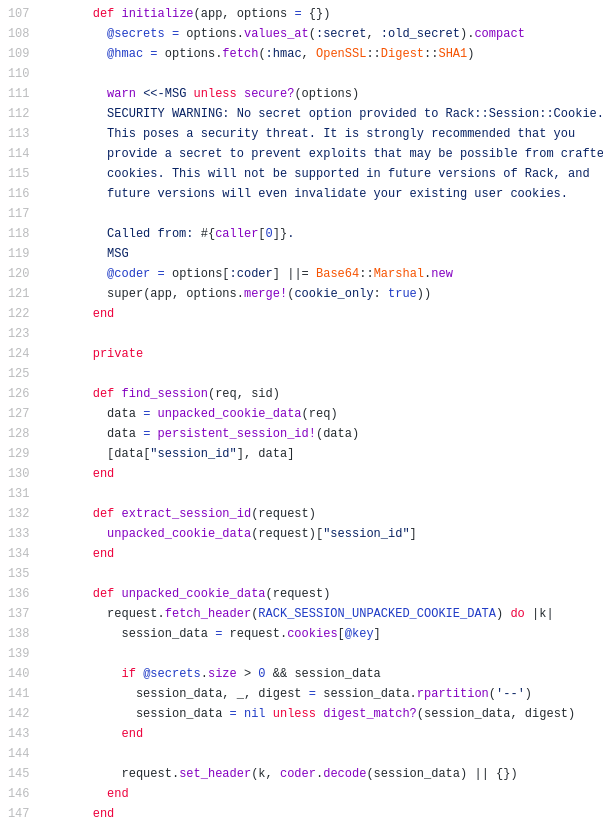 107 def initialize(app, options = {})
108 @secrets = options.values_at(:secret, :old_secret).compact
109 @hmac = options.fetch(:hmac, OpenSSL::Digest::SHA1)
110
111 warn <<-MSG unless secure?(options)
112 SECURITY WARNING: No secret option provided to Rack::Session::Cookie.
113 This poses a security threat. It is strongly recommended that you
114 provide a secret to prevent exploits that may be possible from crafte
115 cookies. This will not be supported in future versions of Rack, and
116 future versions will even invalidate your existing user cookies.
117
118 Called from: #{caller[0]}.
119 MSG
120 @coder = options[:coder] ||= Base64::Marshal.new
121 super(app, options.merge!(cookie_only: true))
122 end
123
124 private
125
126 def find_session(req, sid)
127 data = unpacked_cookie_data(req)
128 data = persistent_session_id!(data)
129 [data["session_id"], data]
130 end
131
132 def extract_session_id(request)
133 unpacked_cookie_data(request)["session_id"]
134 end
135
136 def unpacked_cookie_data(request)
137 request.fetch_header(RACK_SESSION_UNPACKED_COOKIE_DATA) do |k|
138 session_data = request.cookies[@key]
139
140 if @secrets.size > 0 && session_data
141 session_data, _, digest = session_data.rpartition('--')
142 session_data = nil unless digest_match?(session_data, digest)
143 end
144
145 request.set_header(k, coder.decode(session_data) || {})
146 end
147 end